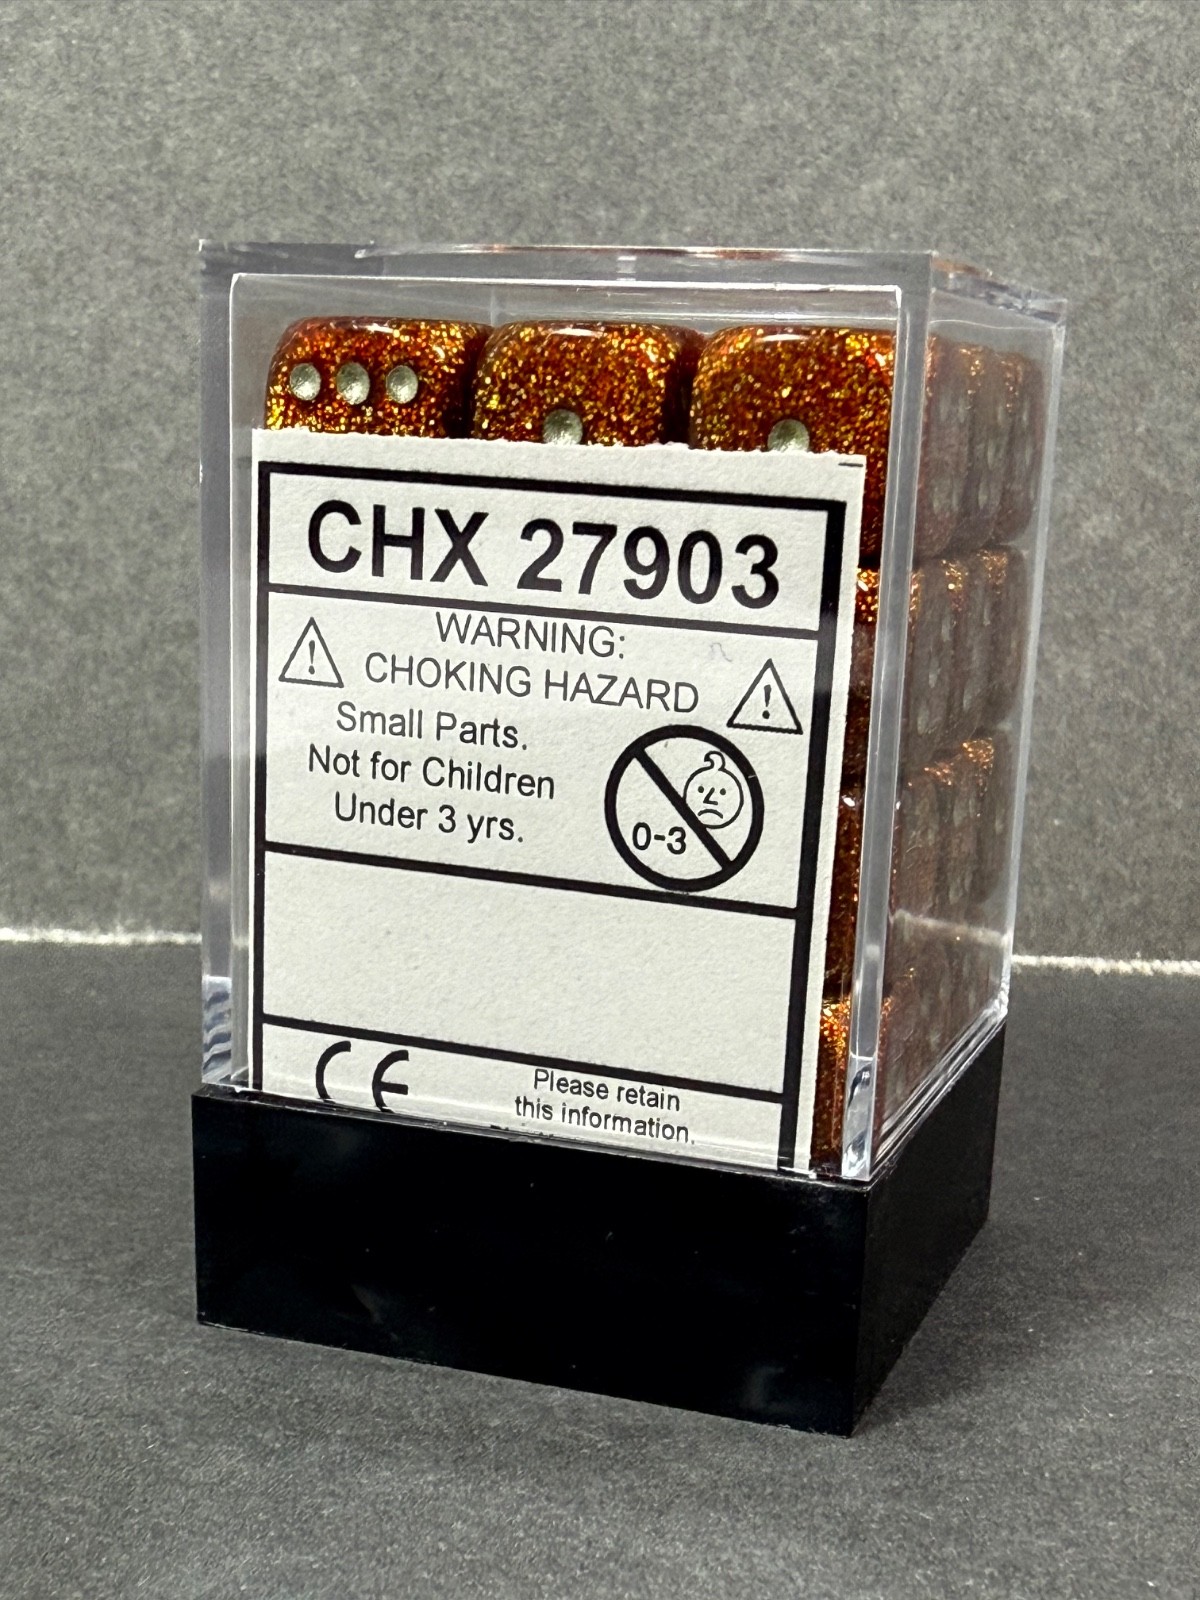 CHX 27903
WARNING:
CHOKING HAZARD
Small Parts.
Not for Children
Under 3 yrs.
0-3
CE
Please retain
this information.